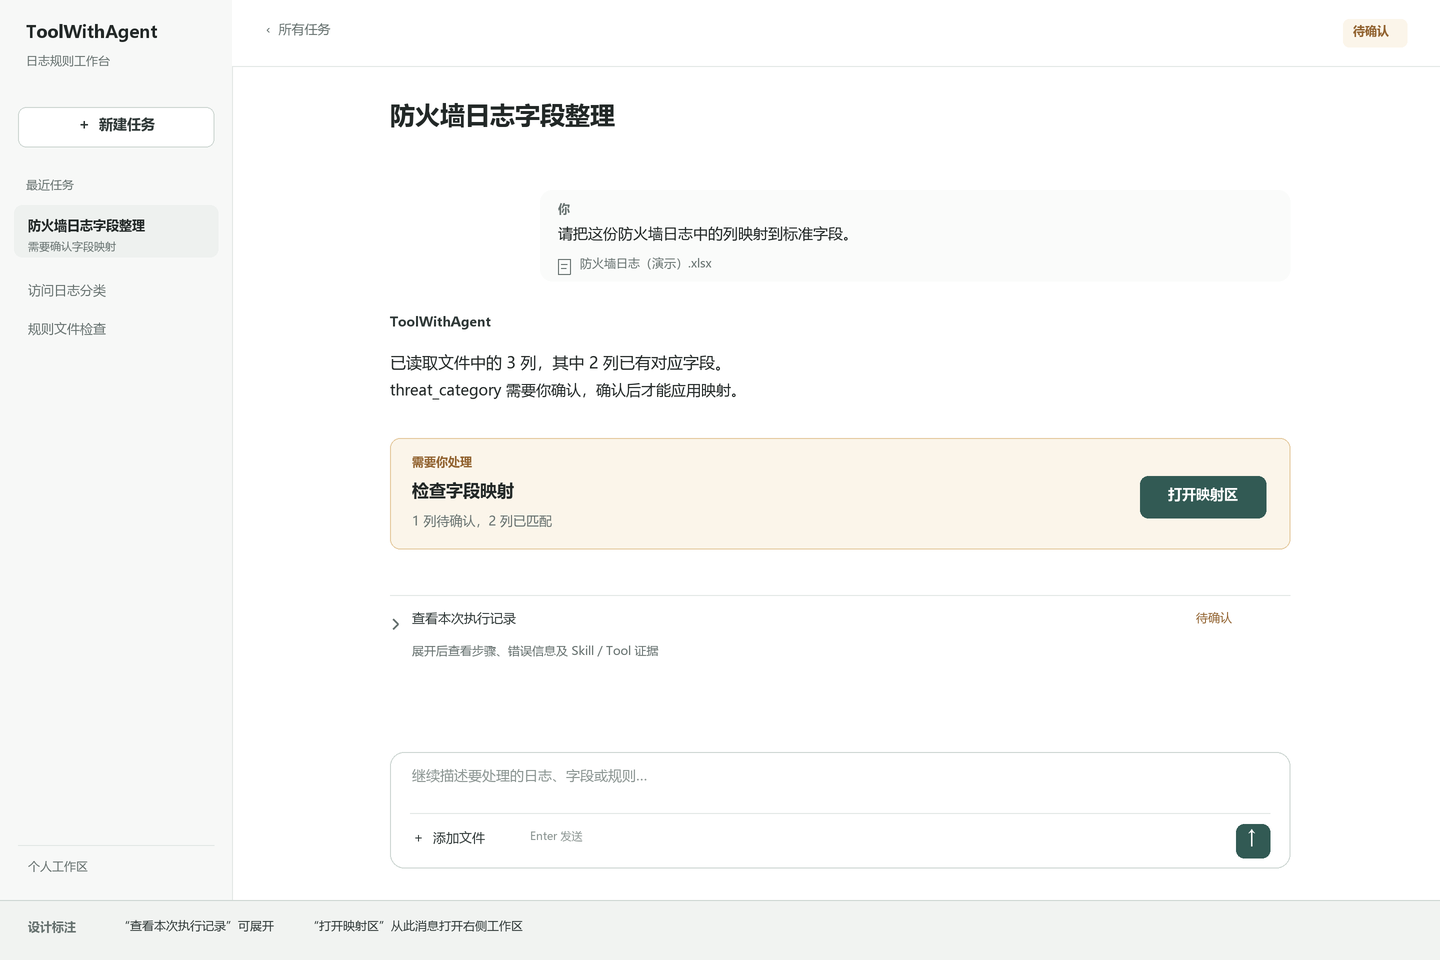 ToolWithAgent
日志规则工作台
+ 新建任务
最近任务
防火墙日志字段整理
需要确认字段映射
访问日志分类
规则文件检查
个人工作区
‹ 所有任务
待确认
防火墙日志字段整理
你
请把这份防火墙日志中的列映射到标准字段。
防火墙日志（演示）.xlsx
ToolWithAgent
已读取文件中的 3 列，其中 2 列已有对应字段。
threat_category 需要你确认，确认后才能应用映射。
需要你处理
检查字段映射
1 列待确认，2 列已匹配
打开映射区
查看本次执行记录
待确认
展开后查看步骤、错误信息及 Skill / Tool 证据
继续描述要处理的日志、字段或规则...
+ 添加文件
Enter 发送
↑
设计标注
“查看本次执行记录”可展开
“打开映射区”从此消息打开右侧工作区